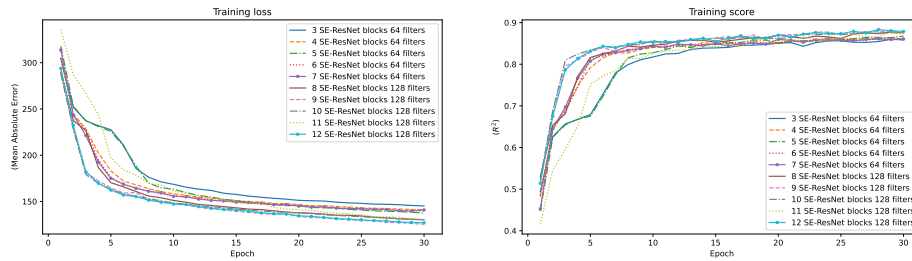 Training loss
(Mean Absolute Error)
300
250
200
150
0
5
10
15
20
25
30
Epoch
3 SE-ResNet blocks 64 filters
4 SE-ResNet blocks 64 filters
5 SE-ResNet blocks 64 filters
6 SE-ResNet blocks 64 filters
7 SE-ResNet blocks 64 filters
8 SE-ResNet blocks 128 filters
9 SE-ResNet blocks 128 filters
10 SE-ResNet blocks 128 filters
11 SE-ResNet blocks 128 filters
12 SE-ResNet blocks 128 filters
Training score
(R²)
0.9
0.8
0.7
0.6
0.5
0.4
0
5
10
15
20
25
30
Epoch
3 SE-ResNet blocks 64 filters
4 SE-ResNet blocks 64 filters
5 SE-ResNet blocks 64 filters
6 SE-ResNet blocks 64 filters
7 SE-ResNet blocks 64 filters
8 SE-ResNet blocks 128 filters
9 SE-ResNet blocks 128 filters
10 SE-ResNet blocks 128 filters
11 SE-ResNet blocks 128 filters
12 SE-ResNet blocks 128 filters